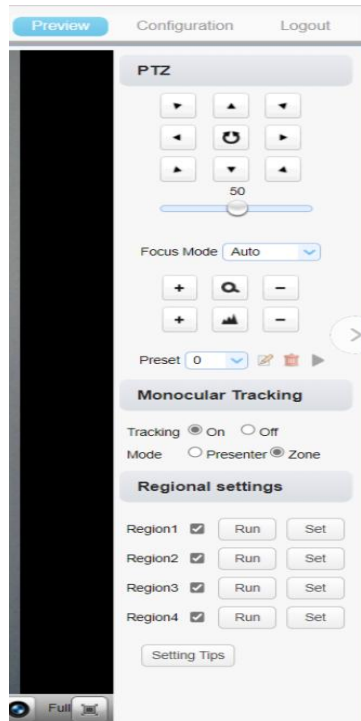 Preview Configuration Logout
PTZ
50
Focus Mode Auto
+ −
+ −
Preset 0
Monocular Tracking
Tracking On Off
Mode Presenter Zone
Regional settings
Region1 Run Set
Region2 Run Set
Region3 Run Set
Region4 Run Set
Setting Tips
Full